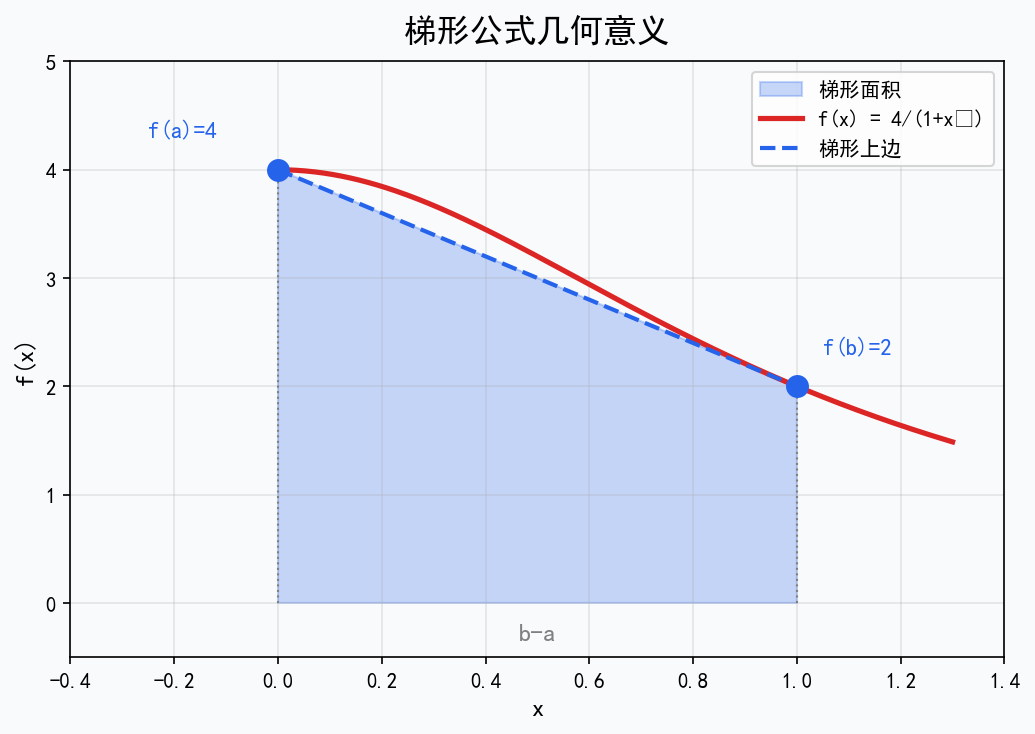 梯形公式几何意义
梯形面积
f(x) = 4/(1+x□)
梯形上边
f(a)=4
f(b)=2
b-a
f(x)
5
4
3
2
1
0
-0.4 -0.2 0.0 0.2 0.4 0.6 0.8 1.0 1.2 1.4
x